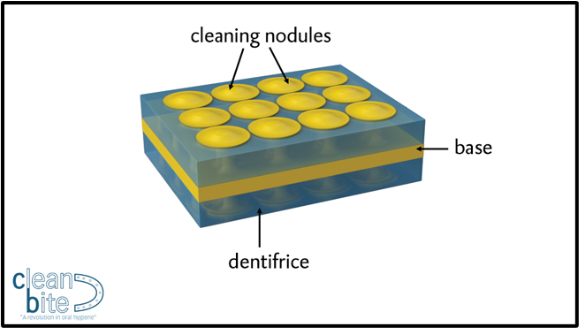 cleaning nodules
base
dentifrice
clean
bite
"A revolution in oral hygiene"